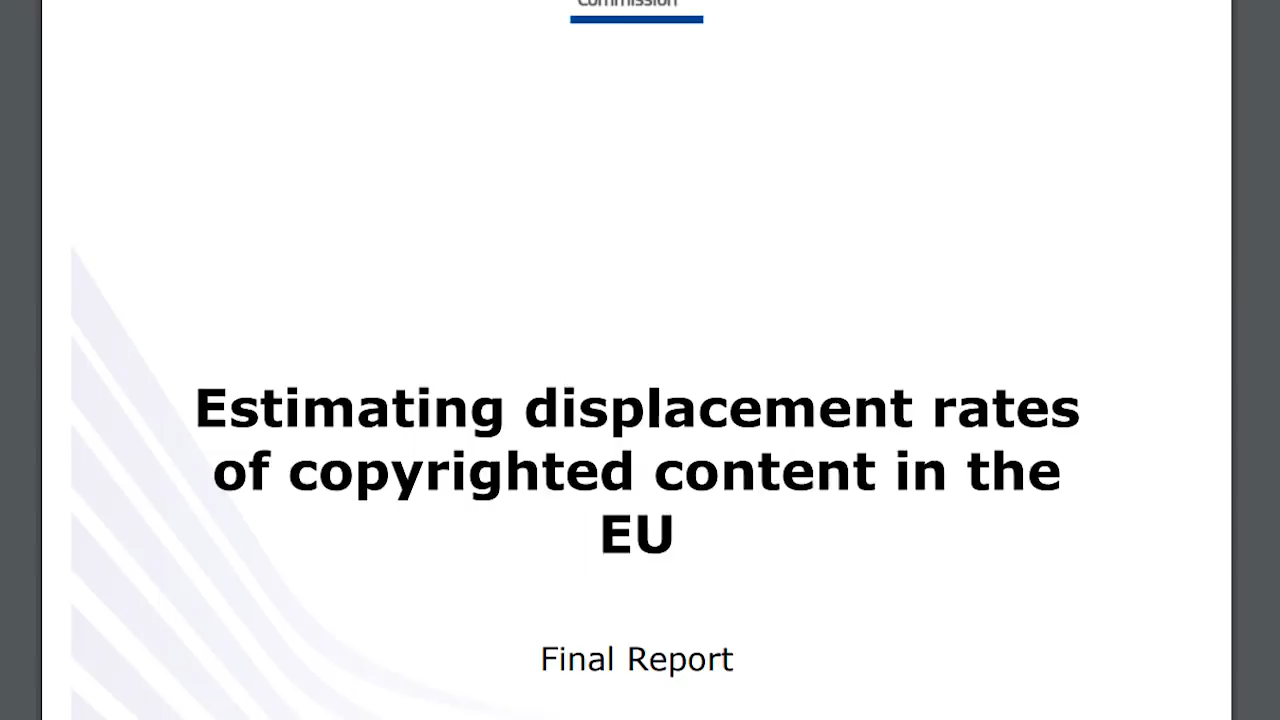 Commission
Estimating displacement rates
of copyrighted content in the
EU
Final Report